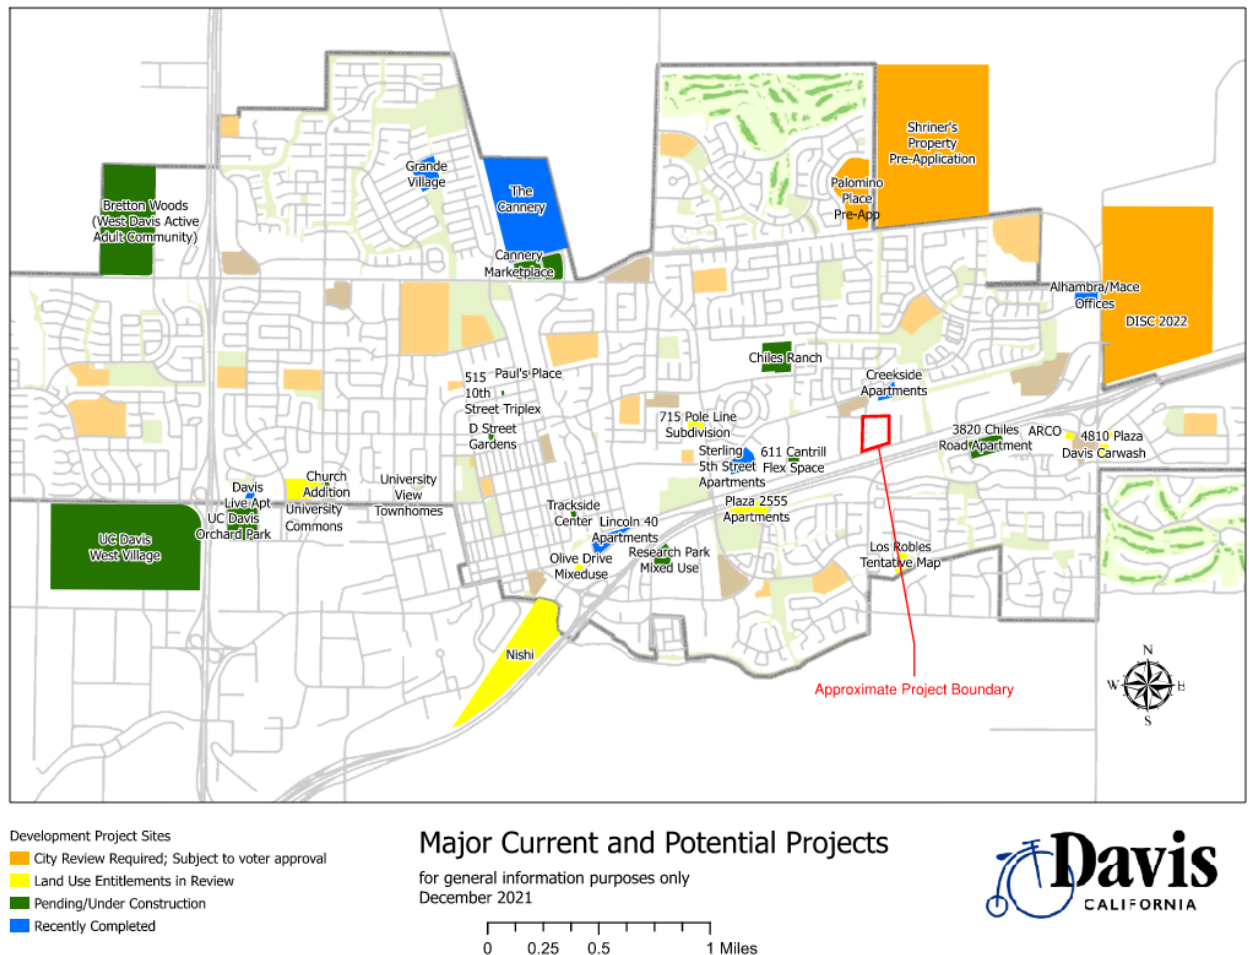 Shriner's
Property
Pre-Application
Grande
Village
Palomino
Place
Pre-App
The
Cannery
Bretton Woods
(West Davis Active
Adult Community)
Cannery
Marketplace
Alhambra/Mace
Offices
DISC 2022
Chiles Ranch
Creekside
Apartments
515
10th
Street Triplex
Paul's Place
D Street
Gardens
715 Pole Line
Subdivision
Sterling
5th Street
Apartments
611 Cantrill
Flex Space
3820 Chiles
Road Apartment
ARCO
4810 Plaza
Davis Carwash
Davis
Live Apt
Church
Addition
University
Commons
University
View
Townhomes
UC Davis
Orchard Park
UC Davis
West Village
Trackside
Center
Lincoln 40
Apartments
Plaza 2555
Apartments
Olive Drive
Mixeduse
Research Park
Mixed Use
Los Robles
Tentative Map
Nishi
Approximate Project Boundary
N
W
E
S
Development Project Sites
City Review Required; Subject to voter approval
Land Use Entitlements in Review
Pending/Under Construction
Recently Completed
Major Current and Potential Projects
for general information purposes only
December 2021
0 0.25 0.5 1 Miles
Davis
CALIFORNIA